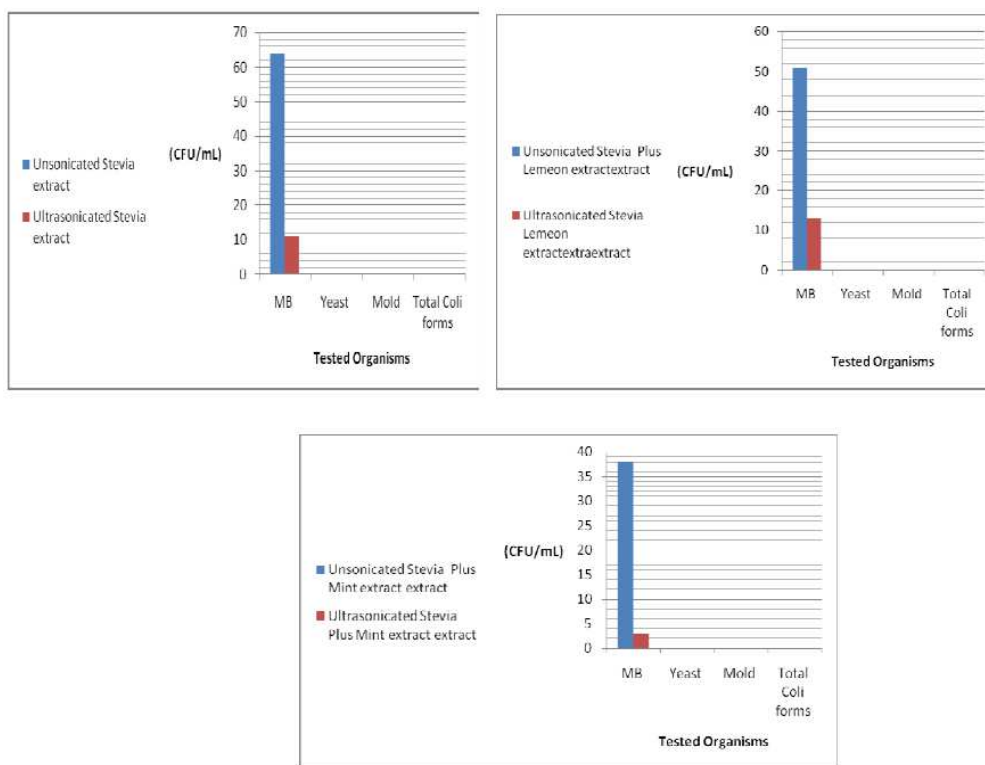 70
60
50
40
30
20
10
0
(CFU/mL)
Unsonicated Stevia
extract
Ultrasonicated Stevia
extract
MB Yeast Mold Total Coli
forms
Tested Organisms
60
50
40
30
20
10
0
(CFU/mL)
Unsonicated Stevia Plus
Lemeon extractextract
Ultrasonicated Stevia
Lemeon
extractextraextract
MB Yeast Mold Total
Coli
forms
Tested Organisms
40
35
30
25
20
15
10
5
0
(CFU/mL)
Unsonicated Stevia Plus
Mint extract extract
Ultrasonicated Stevia
Plus Mint extract extract
MB Yeast Mold Total
Coli
forms
Tested Organisms